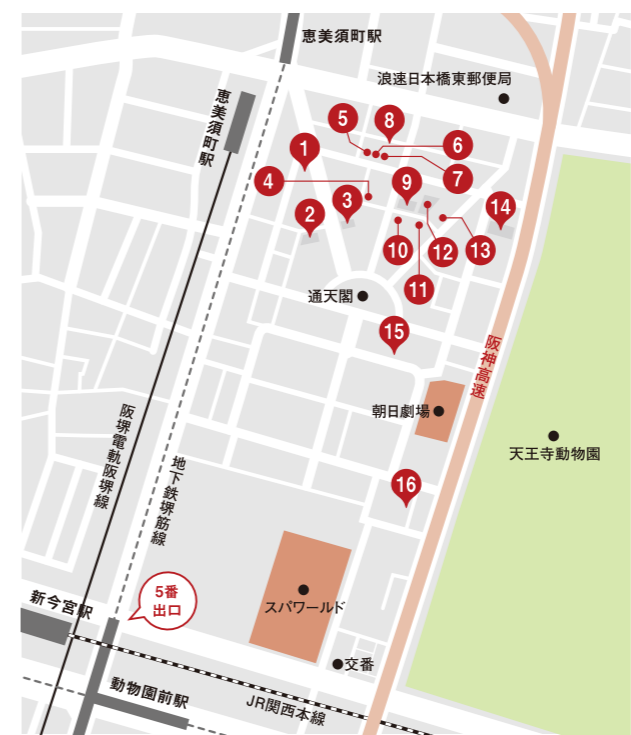 恵美須町駅
浪速日本橋東郵便局
恵美須町駅
5
8
6
1
7
4
9
3
14
2
10
12
13
11
通天閣
15
阪神高速
朝日劇場
天王寺動物園
阪堺電軌阪堺線
地下鉄堺筋線
16
5番
出口
スパワールド
新今宮駅
交番
動物園前駅
JR関西本線